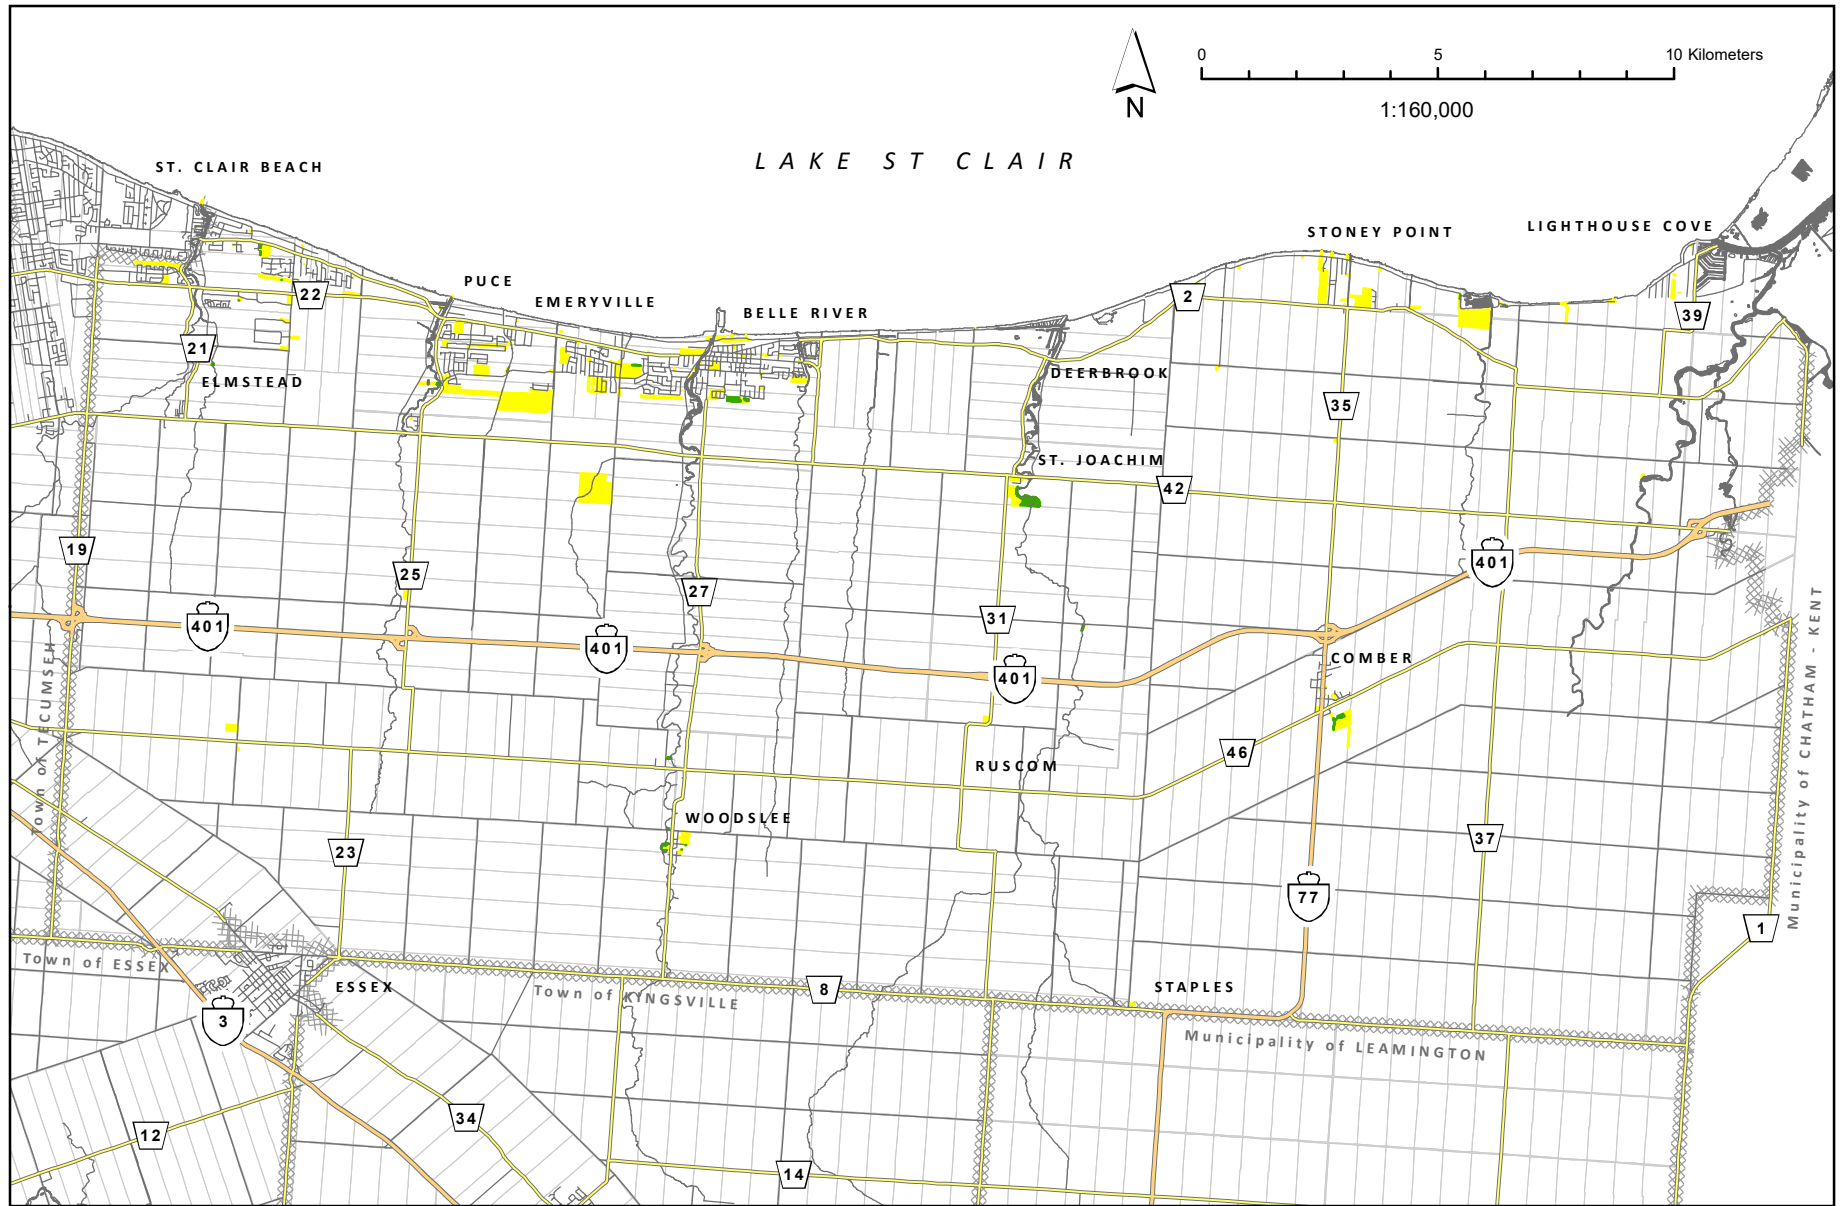 0 5 10 Kilometers
N
1:160,000
LAKE ST CLAIR
ST. CLAIR BEACH
STONEY POINT
LIGHTHOUSE COVE
PUCE
EMERYVILLE
BELLE RIVER
22
2
39
21
ELMSTEAD
DEERBROOK
35
ST. JOACHIM
42
19
25
27
401
31
401
401
401
COMBER
Town of TECUMSEH
Municipality of CHATHAM - KENT
46
RUSCOM
WOODSLEE
23
37
77
1
Town of ESSEX
ESSEX
Town of KINGSVILLE
8
STAPLES
3
Municipality of LEAMINGTON
34
12
14